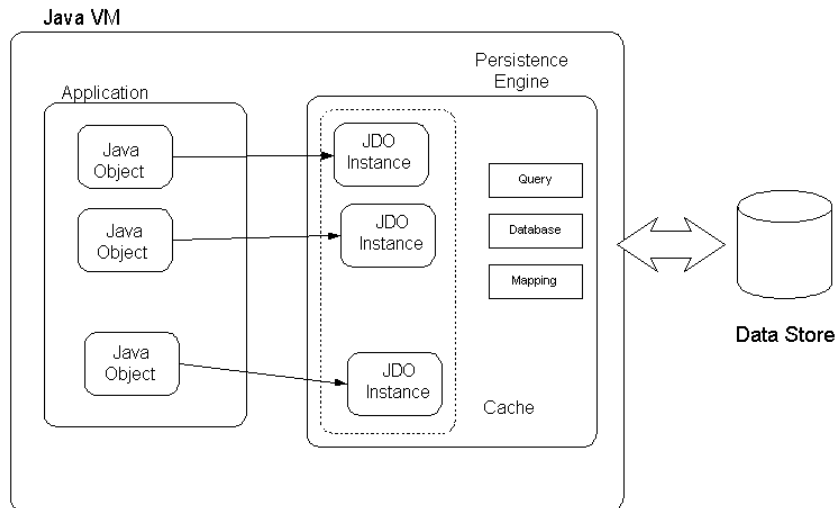 Java VM
Persistence
Engine
Application
Java
Object
JDO
Instance
Query
Java
Object
JDO
Instance
Database
Mapping
Data Store
Java
Object
JDO
Instance
Cache